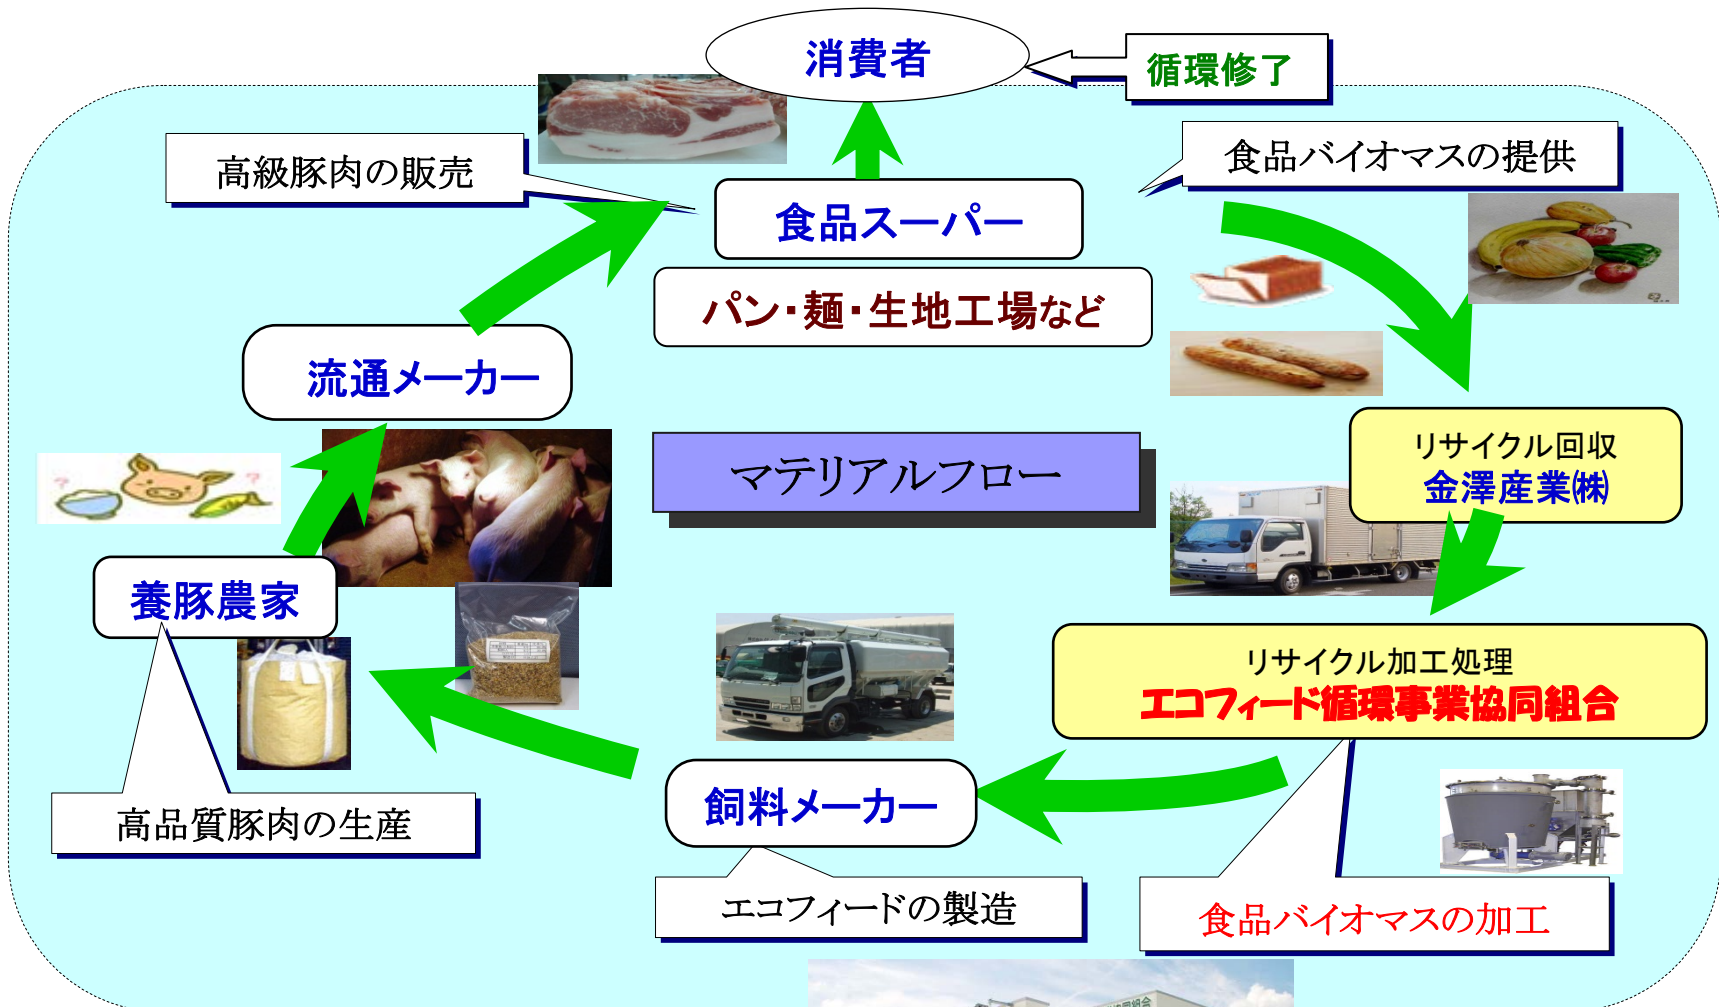 消費者
循環修了
高級豚肉の販売
食品バイオマスの提供
食品スーパー
パン・麺・生地工場など
流通メーカー
マテリアルフロー
リサイクル回収
金澤産業㈱
養豚農家
リサイクル加工処理
エコフィード循環事業協同組合
飼料メーカー
高品質豚肉の生産
エコフィードの製造
食品バイオマスの加工
協同組合